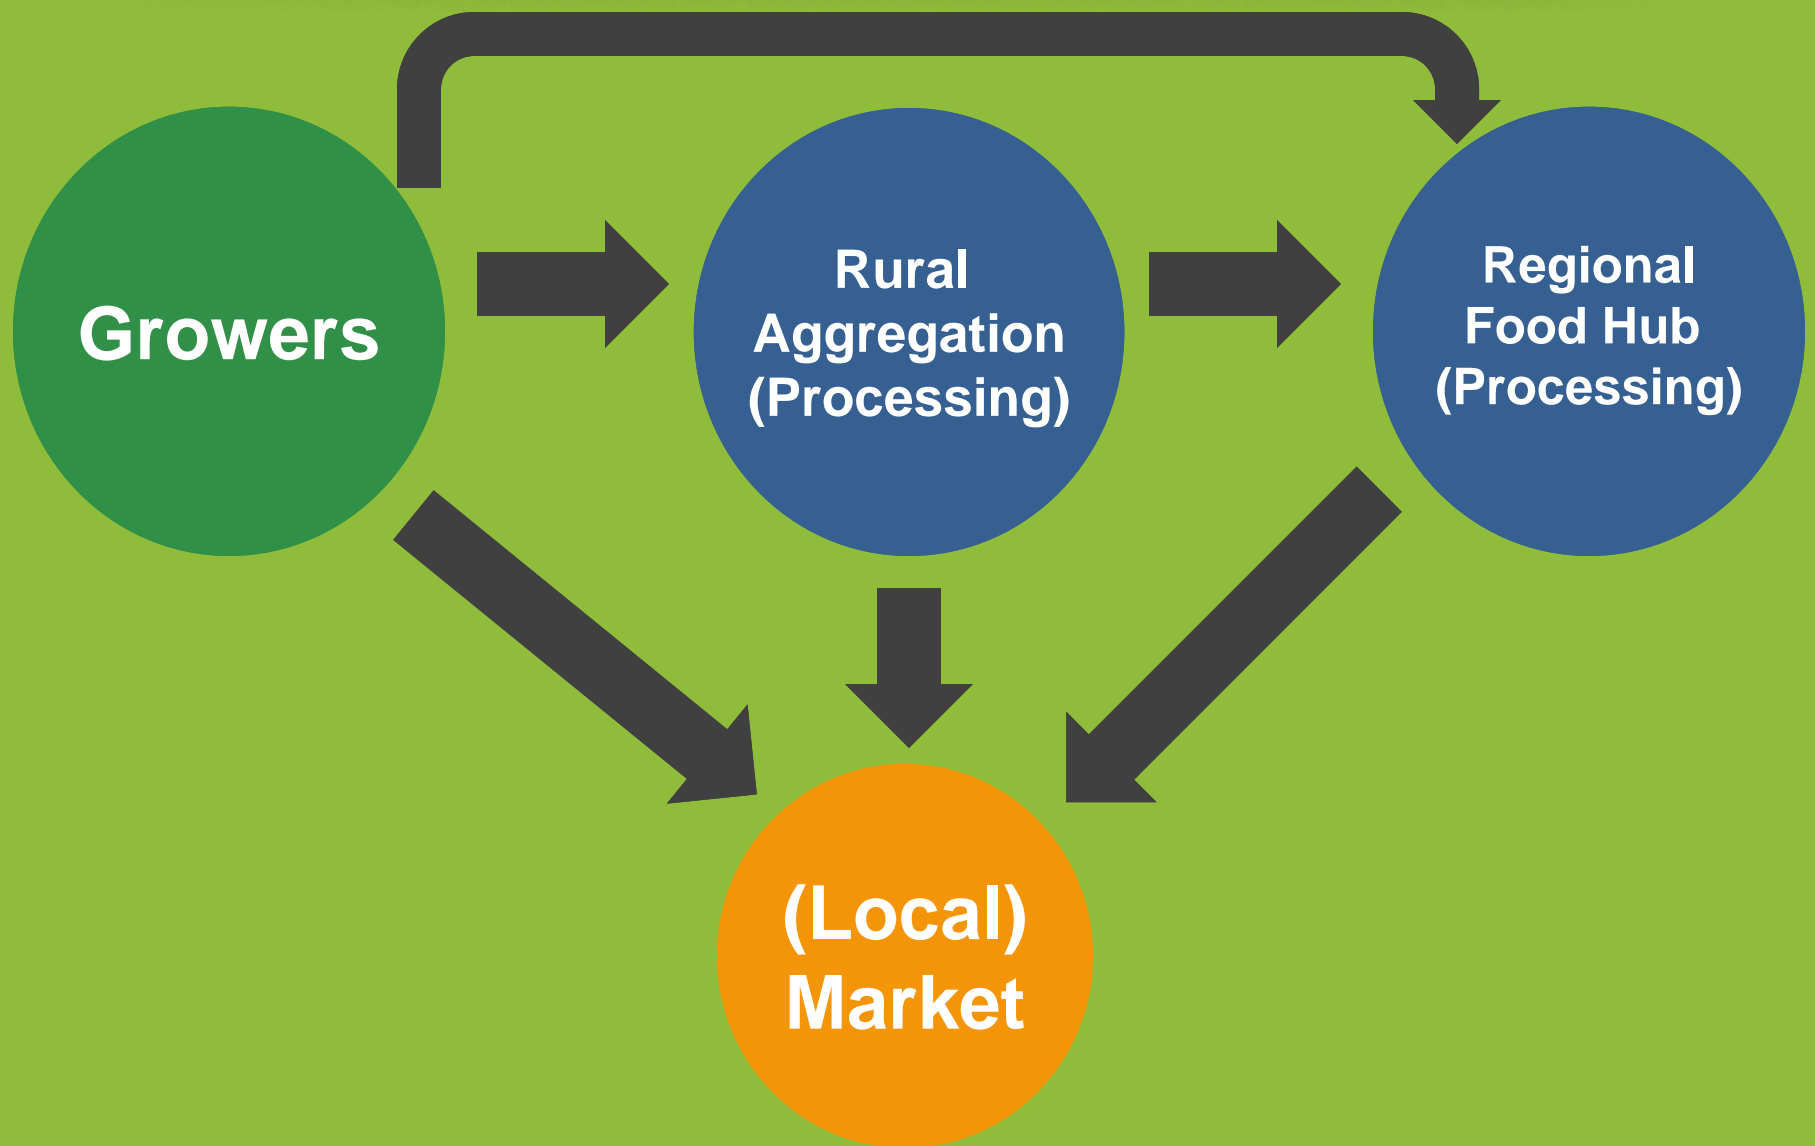 Growers
Rural
Aggregation
(Processing)
Regional
Food Hub
(Processing)
(Local)
Market